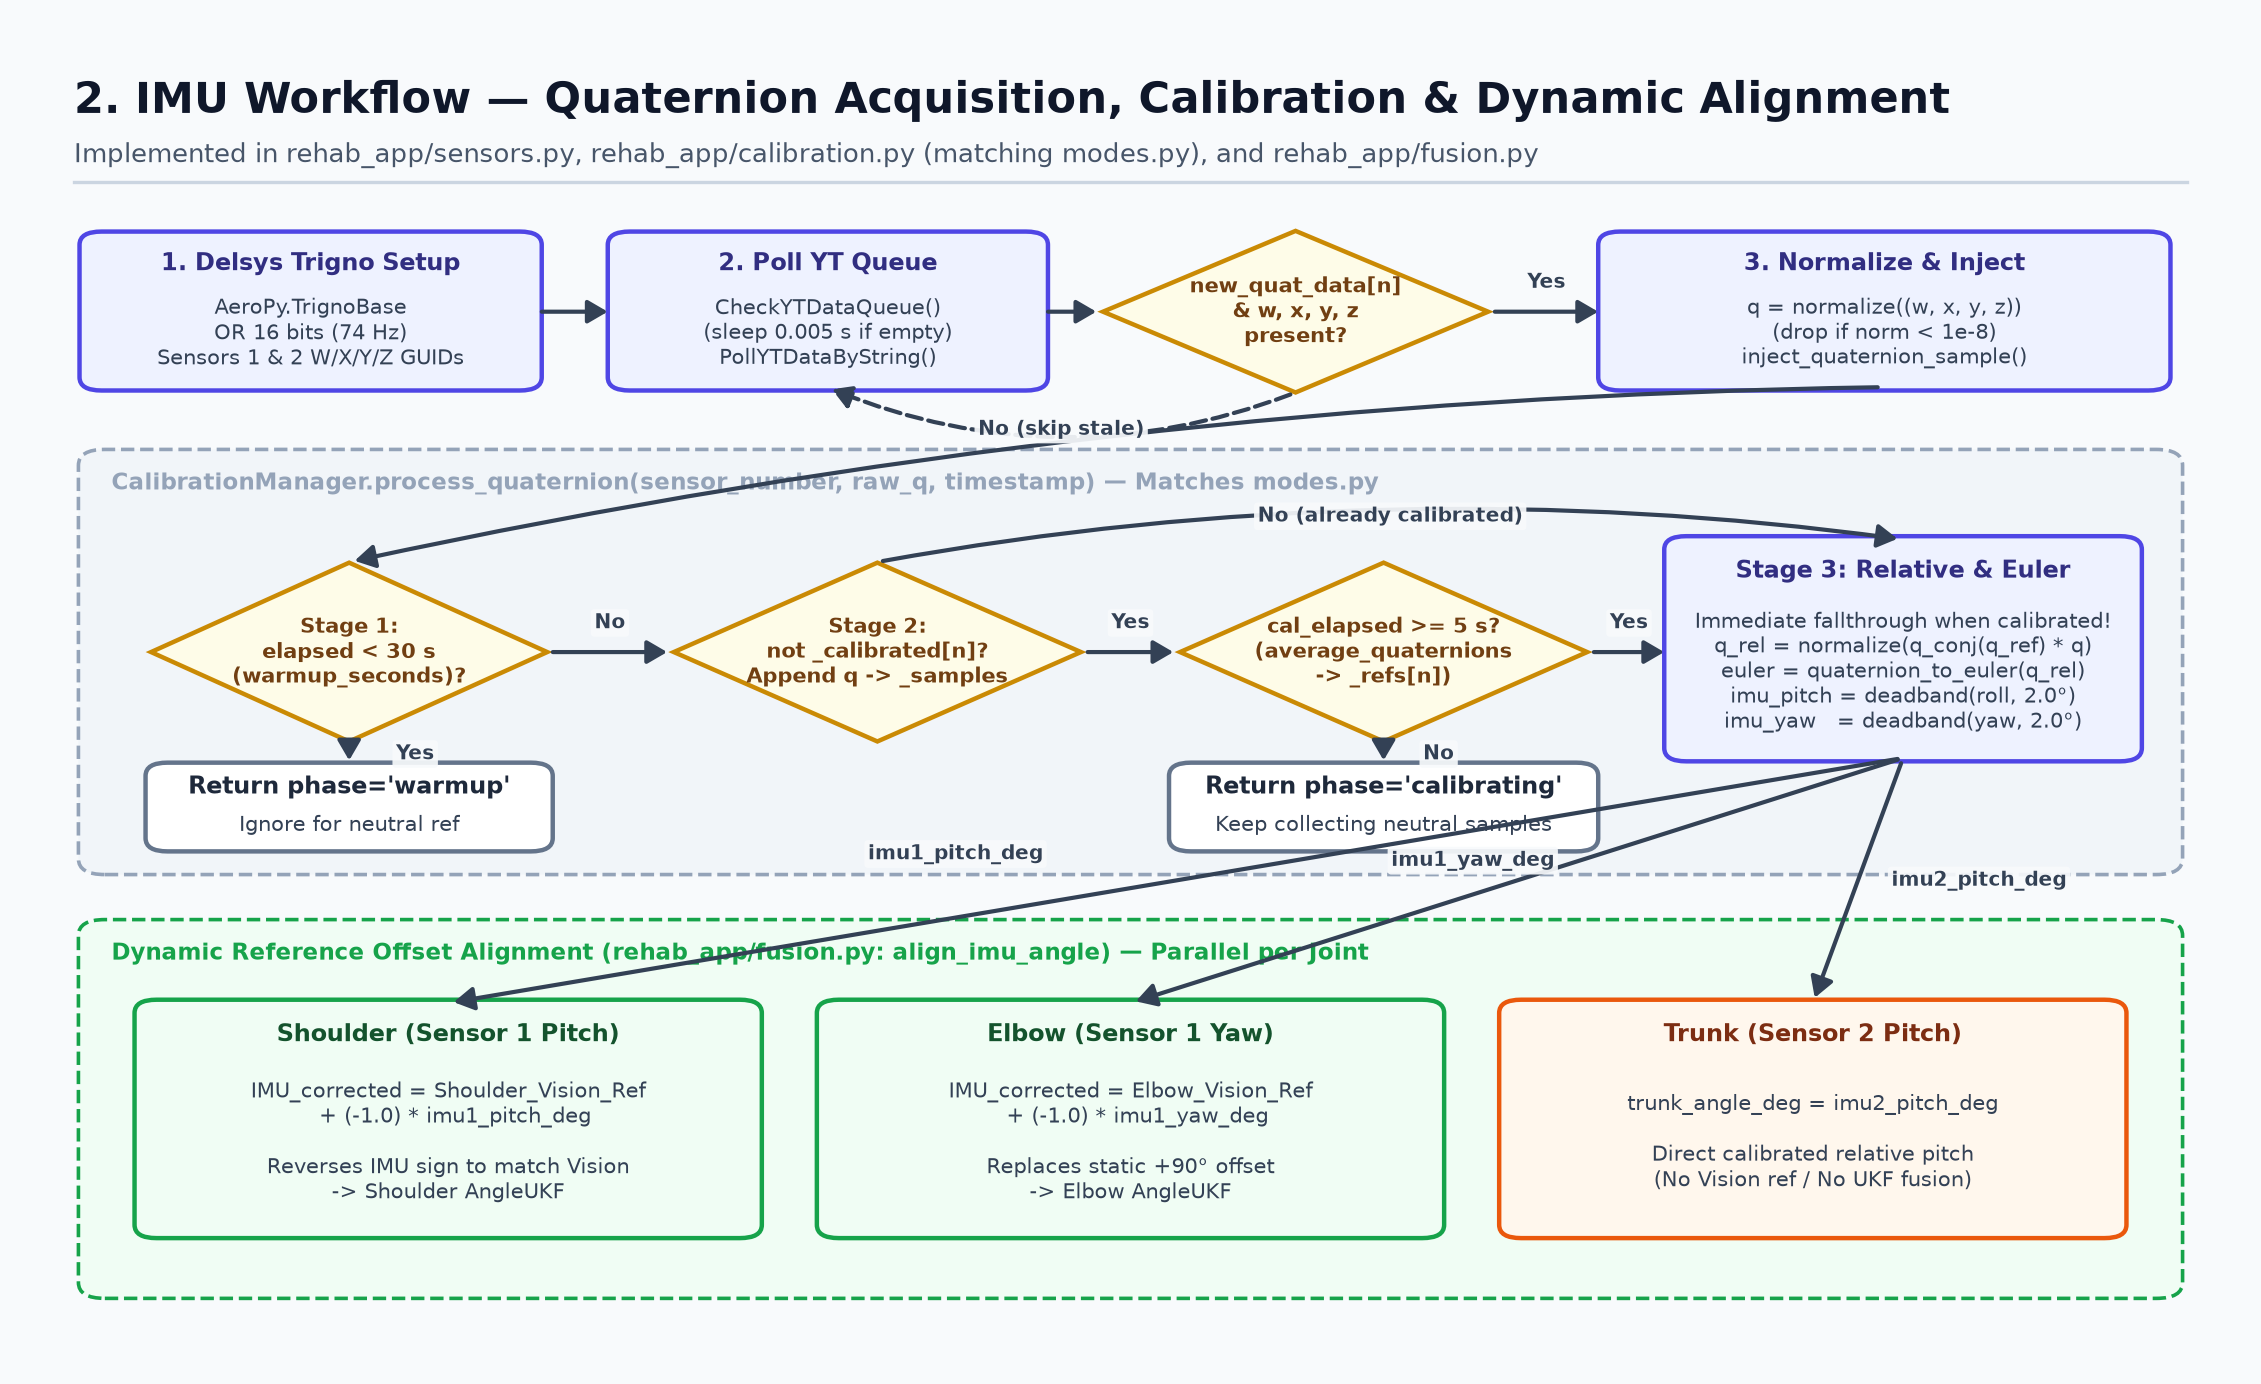 2. IMU Workflow — Quaternion Acquisition, Calibration & Dynamic Alignment
Implemented in rehab_app/sensors.py, rehab_app/calibration.py (matching modes.py), and rehab_app/fusion.py
1. Delsys Trigno Setup
AeroPy.TrignoBase
OR 16 bits (74 Hz)
Sensors 1 & 2 W/X/Y/Z GUIDs
2. Poll YT Queue
CheckYTDataQueue()
(sleep 0.005 s if empty)
PollYTDataByString()
new_quat_data[n]
& w, x, y, z
present?
Yes
3. Normalize & Inject
q = normalize((w, x, y, z))
(drop if norm < 1e-8)
inject_quaternion_sample()
No (skip stale)
CalibrationManager.process_quaternion(sensor_number, raw_q, timestamp) — Matches modes.py
No (already calibrated)
Stage 1:
elapsed < 30 s
(warmup_seconds)?
No
Stage 2:
not _calibrated[n]?
Append q -> _samples
Yes
cal_elapsed >= 5 s?
(average_quaternions
-> _refs[n])
Yes
Stage 3: Relative & Euler
Immediate fallthrough when calibrated!
q_rel = normalize(q_conj(q_ref) * q)
euler = quaternion_to_euler(q_rel)
imu_pitch = deadband(roll, 2.0°)
imu_yaw   = deadband(yaw, 2.0°)
Yes
No
Return phase='warmup'
Ignore for neutral ref
Return phase='calibrating'
Keep collecting neutral samples
imu1_pitch_deg
imu1_yaw_deg
imu2_pitch_deg
Dynamic Reference Offset Alignment (rehab_app/fusion.py: align_imu_angle) — Parallel per Joint
Shoulder (Sensor 1 Pitch)
IMU_corrected = Shoulder_Vision_Ref
+ (-1.0) * imu1_pitch_deg
Reverses IMU sign to match Vision
-> Shoulder AngleUKF
Elbow (Sensor 1 Yaw)
IMU_corrected = Elbow_Vision_Ref
+ (-1.0) * imu1_yaw_deg
Replaces static +90° offset
-> Elbow AngleUKF
Trunk (Sensor 2 Pitch)
trunk_angle_deg = imu2_pitch_deg
Direct calibrated relative pitch
(No Vision ref / No UKF fusion)